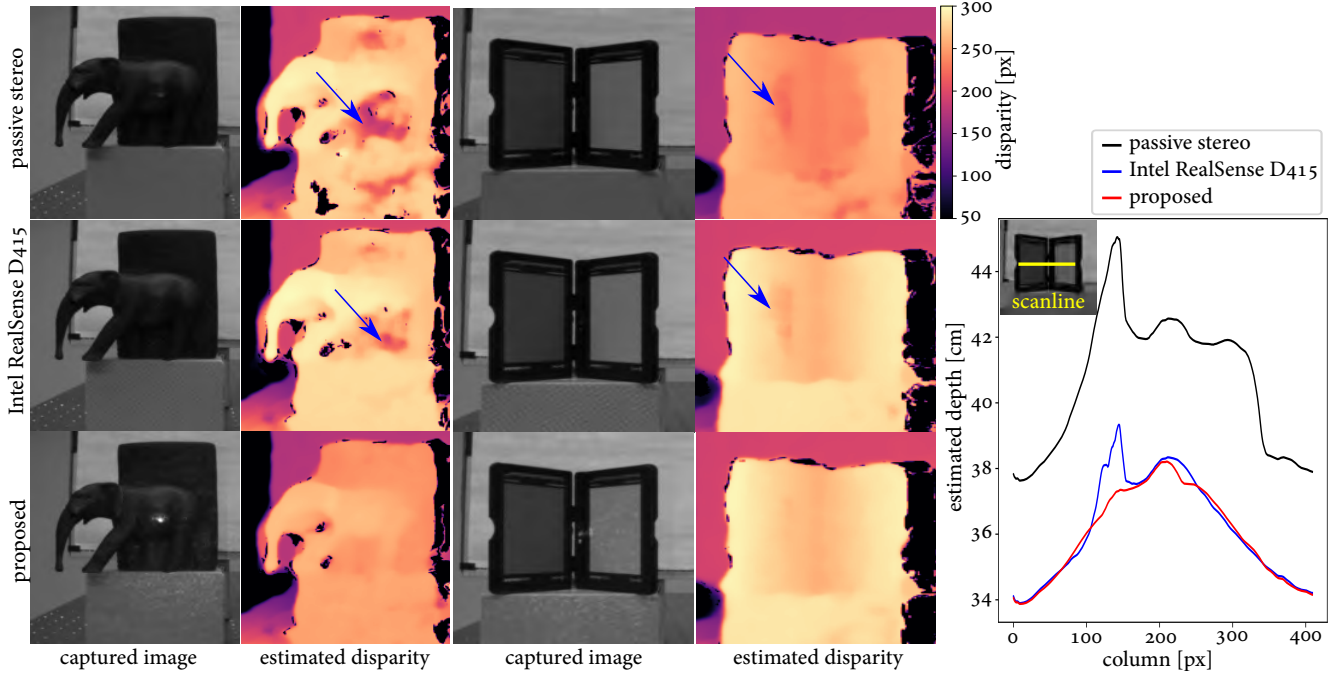 passive stereo
Intel RealSense D415
proposed
captured image
estimated disparity
captured image
estimated disparity
300
250
200
150
100
50
disparity [px]
passive stereo
Intel RealSense D415
proposed
scanline
44
42
40
38
36
34
estimated depth [cm]
0
100
200
300
400
column [px]